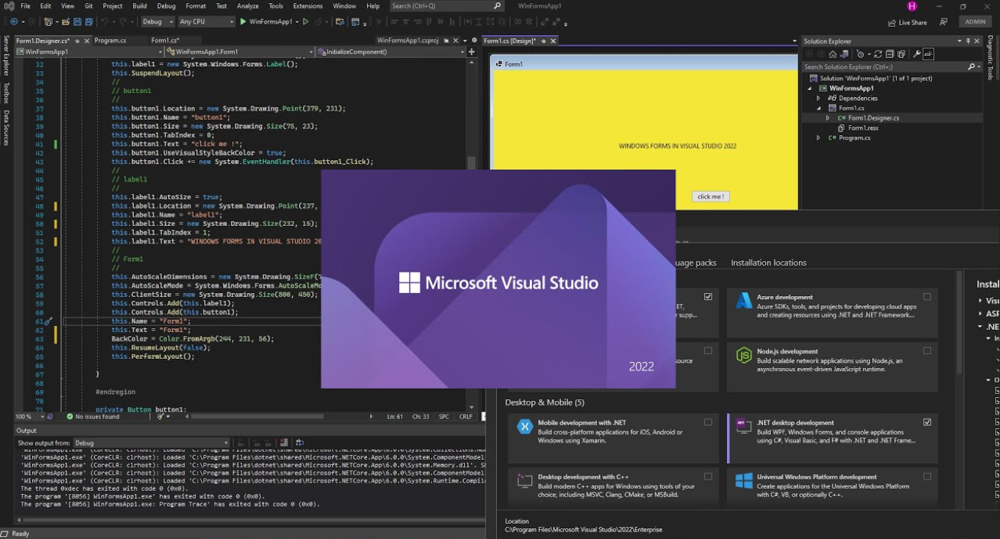 File Edit View Git Project Build Debug Format Test Analyze Tools Extensions Window Help Search (Ctrl+Q) WinFormsApp1
H
Debug Any CPU WinFormsApp1 Live Share ADMIN
Server Explorer
Toolbox
Data Sources
Form1.Designer.cs* Program.cs Form1.cs* WinFormsApp1.csproj
WinFormsApp1 WinFormsApp1.Form1 InitializeComponent()
32 this.label1 = new System.Windows.Forms.Label();
33 this.SuspendLayout();
34 //
35 // button1
36 //
37 this.button1.Location = new System.Drawing.Point(379, 231);
38 this.button1.Name = "button1";
39 this.button1.Size = new System.Drawing.Size(75, 23);
40 this.button1.TabIndex = 0;
41 this.button1.Text = "click me !";
42 this.button1.UseVisualStyleBackColor = true;
43 this.button1.Click += new System.EventHandler(this.button1_Click);
44 //
45 // label1
46 //
47 this.label1.AutoSize = true;
48 this.label1.Location = new System.Drawing.Point(237,
49 this.label1.Name = "label1";
50 this.label1.Size = new System.Drawing.Size(232, 15);
51 this.label1.TabIndex = 1;
52 this.label1.Text = "WINDOWS FORMS IN VISUAL STUDIO 20
53 //
54 // Form1
55 //
56 this.AutoScaleDimensions = new System.Drawing.SizeF(
57 this.AutoScaleMode = System.Windows.Forms.AutoScaleMo
58 this.ClientSize = new System.Drawing.Size(800, 450);
59 this.Controls.Add(this.label1);
60 this.Controls.Add(this.button1);
61 this.Name = "Form1";
62 this.Text = "Form1";
63 BackColor = Color.FromArgb(244, 231, 56);
64 this.ResumeLayout(false);
65 this.PerformLayout();
66
67 }
68
69 #endregion
70
71 private Button button1;
100 % No issues found Ln: 61 Ch: 33 SPC CRLF
Output
Show output from: Debug
'WinFormsApp1.exe' (CoreCLR: clrhost): Loaded 'C:\Program Files\dotnet\shared\Microsoft.NETCore.App\6.0.0\System.Collections.
'WinFormsApp1.exe' (CoreCLR: clrhost): Loaded 'C:\Program Files\dotnet\shared\Microsoft.NETCore.App\6.0.0\System.ComponentModel
'WinFormsApp1.exe' (CoreCLR: clrhost): Loaded 'C:\Program Files\dotnet\shared\Microsoft.NETCore.App\6.0.0\System.Memory.dll'. S
'WinFormsApp1.exe' (CoreCLR: clrhost): Loaded 'C:\Program Files\dotnet\shared\Microsoft.NETCore.App\6.0.0\System.ComponentModel
'WinFormsApp1.exe' (CoreCLR: clrhost): Loaded 'C:\Program Files\dotnet\shared\Microsoft.NETCore.App\6.0.0\System.Runtime.Compile
The thread 0xdec has exited with code 0 (0x0).
The program '[8056] WinFormsApp1.exe' has exited with code 0 (0x0).
The program '[8056] WinFormsApp1.exe: Program Trace' has exited with code 0 (0x0).
Ready
Form1.cs [Design]*
Form1
WINDOWS FORMS IN VISUAL STUDIO 2022
click me !
Microsoft Visual Studio
2022
Solution Explorer
Search Solution Explorer (Ctrl+;)
Solution 'WinFormsApp1' (1 of 1 project)
WinFormsApp1
Dependencies
Form1.cs
C# Form1.Designer.cs
Form1.resx
C# Program.cs
Diagnostic Tools
uage packs Installation locations
ET,
supp...
ource
Azure development
Azure SDKs, tools, and projects for developing cloud apps
and creating resources using .NET and .NET Framework...
Node.js development
Build scalable network applications using Node.js, an
asynchronous event-driven JavaScript runtime.
Desktop & Mobile (5)
Mobile development with .NET
Build cross-platform applications for iOS, Android or
Windows using Xamarin.
.NET desktop development
Build WPF, Windows Forms, and console applications
using C#, Visual Basic, and F# with .NET and .NET Frame...
Desktop development with C++
Build modern C++ apps for Windows using tools of your
choice, including MSVC, Clang, CMake, or MSBuild.
Universal Windows Platform development
Create applications for the Universal Windows Platform
with C#, VB, or optionally C++.
Location
C:\Program Files\Microsoft Visual Studio\2022\Enterprise
Instal
Visu
ASP
.NE
In
O